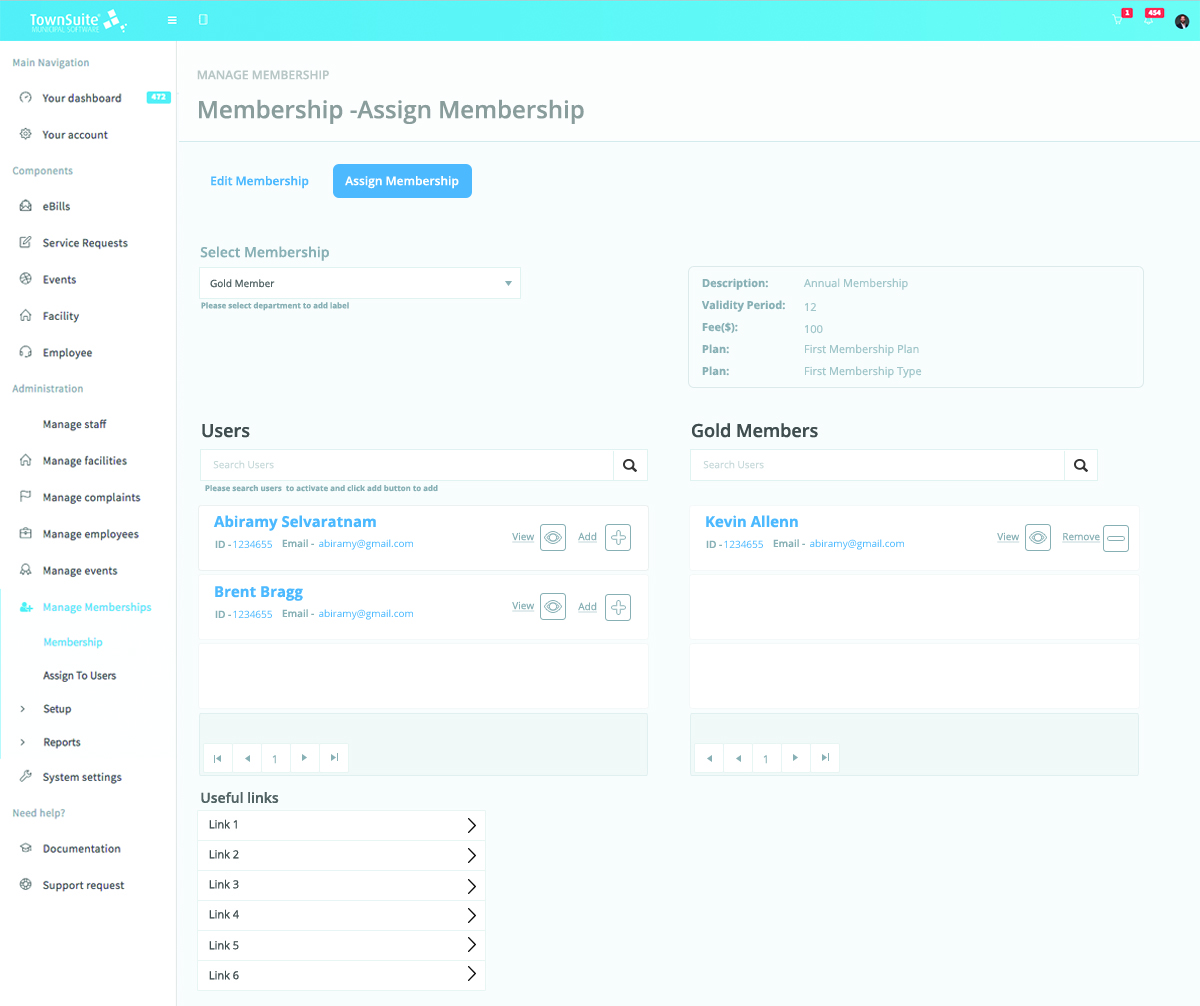 TownSuite
MUNICIPAL SOFTWARE
1
454
Main Navigation
Your dashboard
472
Your account
Components
eBills
Service Requests
Events
Facility
Employee
Administration
Manage staff
Manage facilities
Manage complaints
Manage employees
Manage events
Manage Memberships
Membership
Assign To Users
Setup
Reports
System settings
Need help?
Documentation
Support request
MANAGE MEMBERSHIP
Membership -Assign Membership
Edit Membership
Assign Membership
Select Membership
Gold Member
Please select department to add label
Description: Annual Membership
Validity Period: 12
Fee($): 100
Plan: First Membership Plan
Plan: First Membership Type
Users
Search Users
Please search users to activate and click add button to add
Abiramy Selvaratnam
ID - 1234655 Email - abiramy@gmail.com
View Add
Brent Bragg
ID - 1234655 Email - abiramy@gmail.com
View Add
1
Gold Members
Search Users
Kevin Allenn
ID - 1234655 Email - abiramy@gmail.com
View Remove
1
Useful links
Link 1
Link 2
Link 3
Link 4
Link 5
Link 6